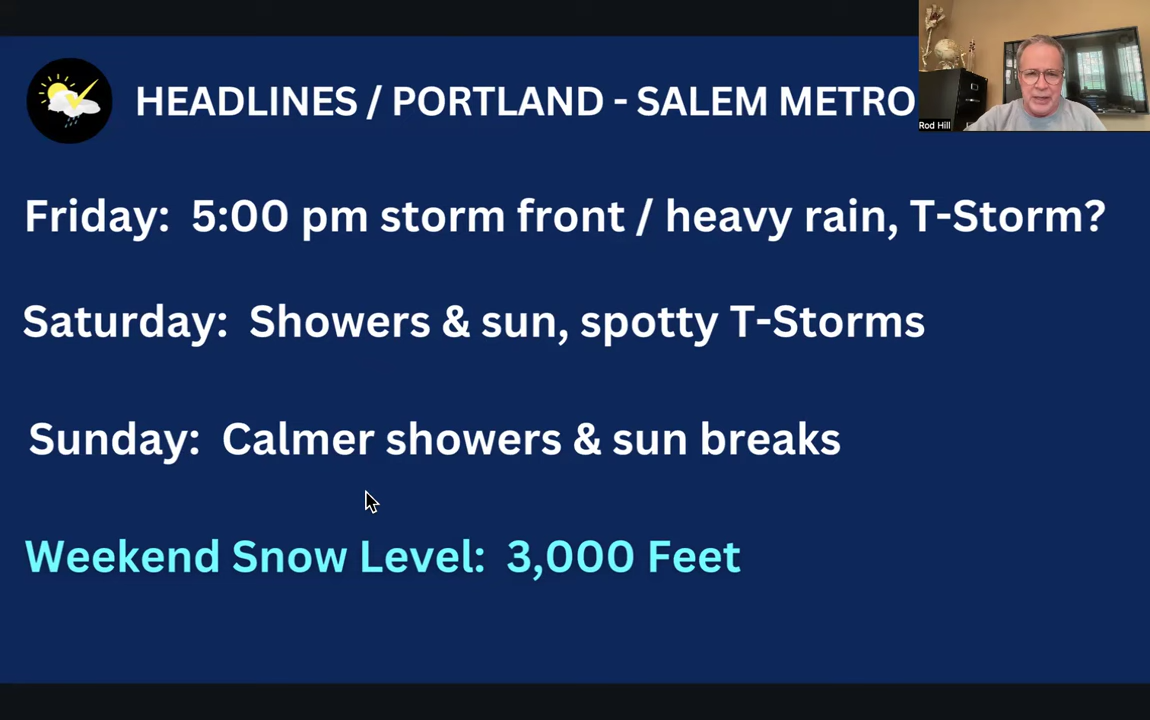 HEADLINES / PORTLAND - SALEM METRO
Rod Hill
Friday: 5:00 pm storm front / heavy rain, T-Storm?
Saturday: Showers & sun, spotty T-Storms
Sunday: Calmer showers & sun breaks
Weekend Snow Level: 3,000 Feet